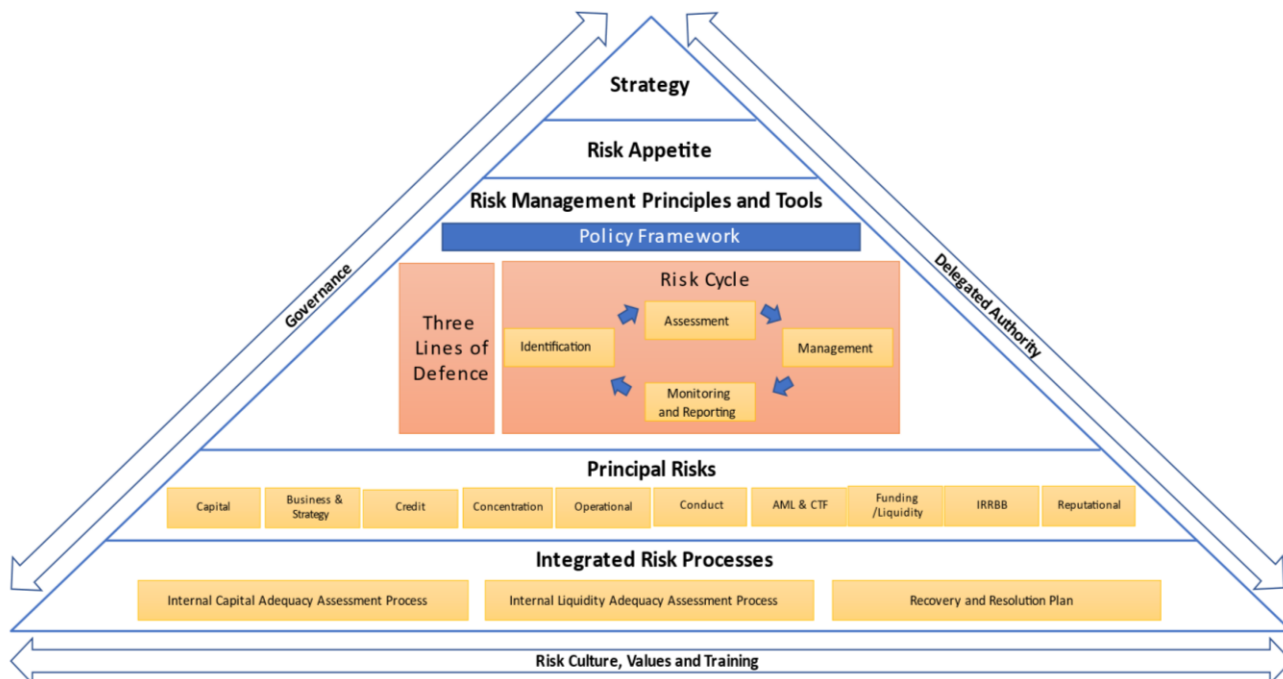 Strategy
Risk Appetite
Risk Management Principles and Tools
Policy Framework
Governance
Delegated Authority
Three
Lines of
Defence
Risk Cycle
Assessment
Identification
Management
Monitoring
and Reporting
Principal Risks
Capital
Business &
Strategy
Credit
Concentration
Operational
Conduct
AML & CTF
Funding
/Liquidity
IRRBB
Reputational
Integrated Risk Processes
Internal Capital Adequacy Assessment Process
Internal Liquidity Adequacy Assessment Process
Recovery and Resolution Plan
Risk Culture, Values and Training